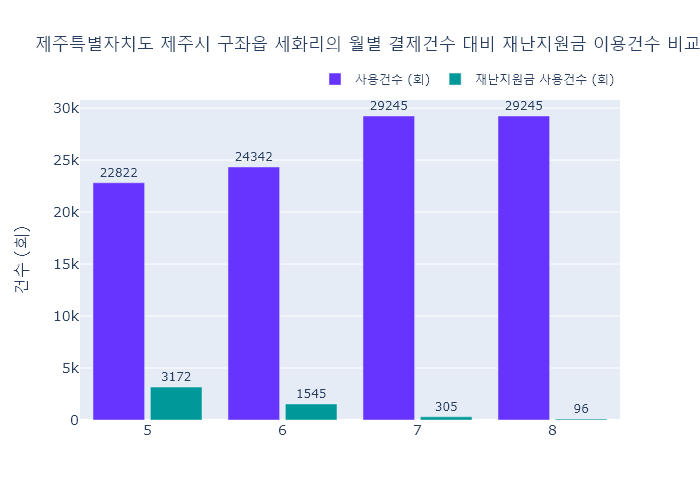 제주특별자치도 제주시 구좌읍 세화리의 월별 결제건수 대비 재난지원금 이용건수 비교
사용건수 (회) 재난지원금 사용건수 (회)
30k
25k
20k
15k
10k
5k
0
건수 (회)
22822
3172
24342
1545
29245
305
29245
96
5 6 7 8